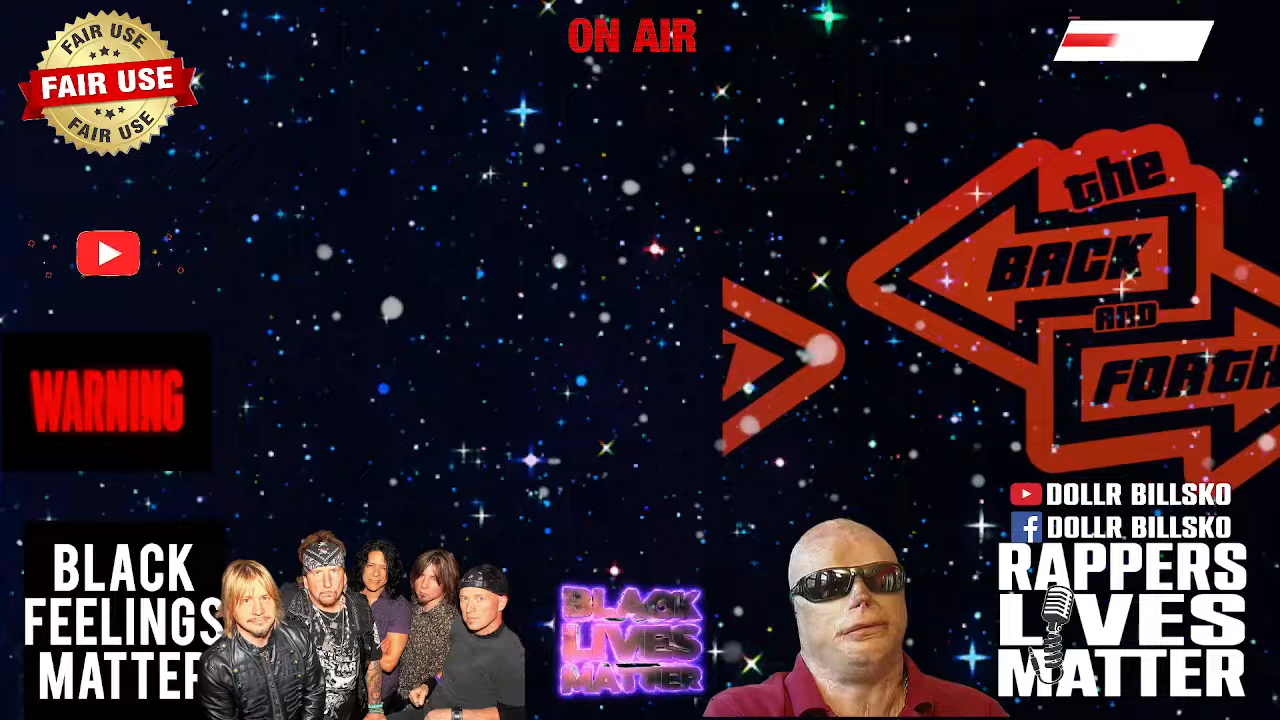 FAIR USE
FAIR USE
FAIR USE
ON AIR
the
BACK
AND
FORTH
WARNING
DOLLR BILLSKO
DOLLR BILLSKO
BLACK
FEELINGS
MATTER
BLACK
LIVES
MATTER
RAPPERS
LIVES
MATTER